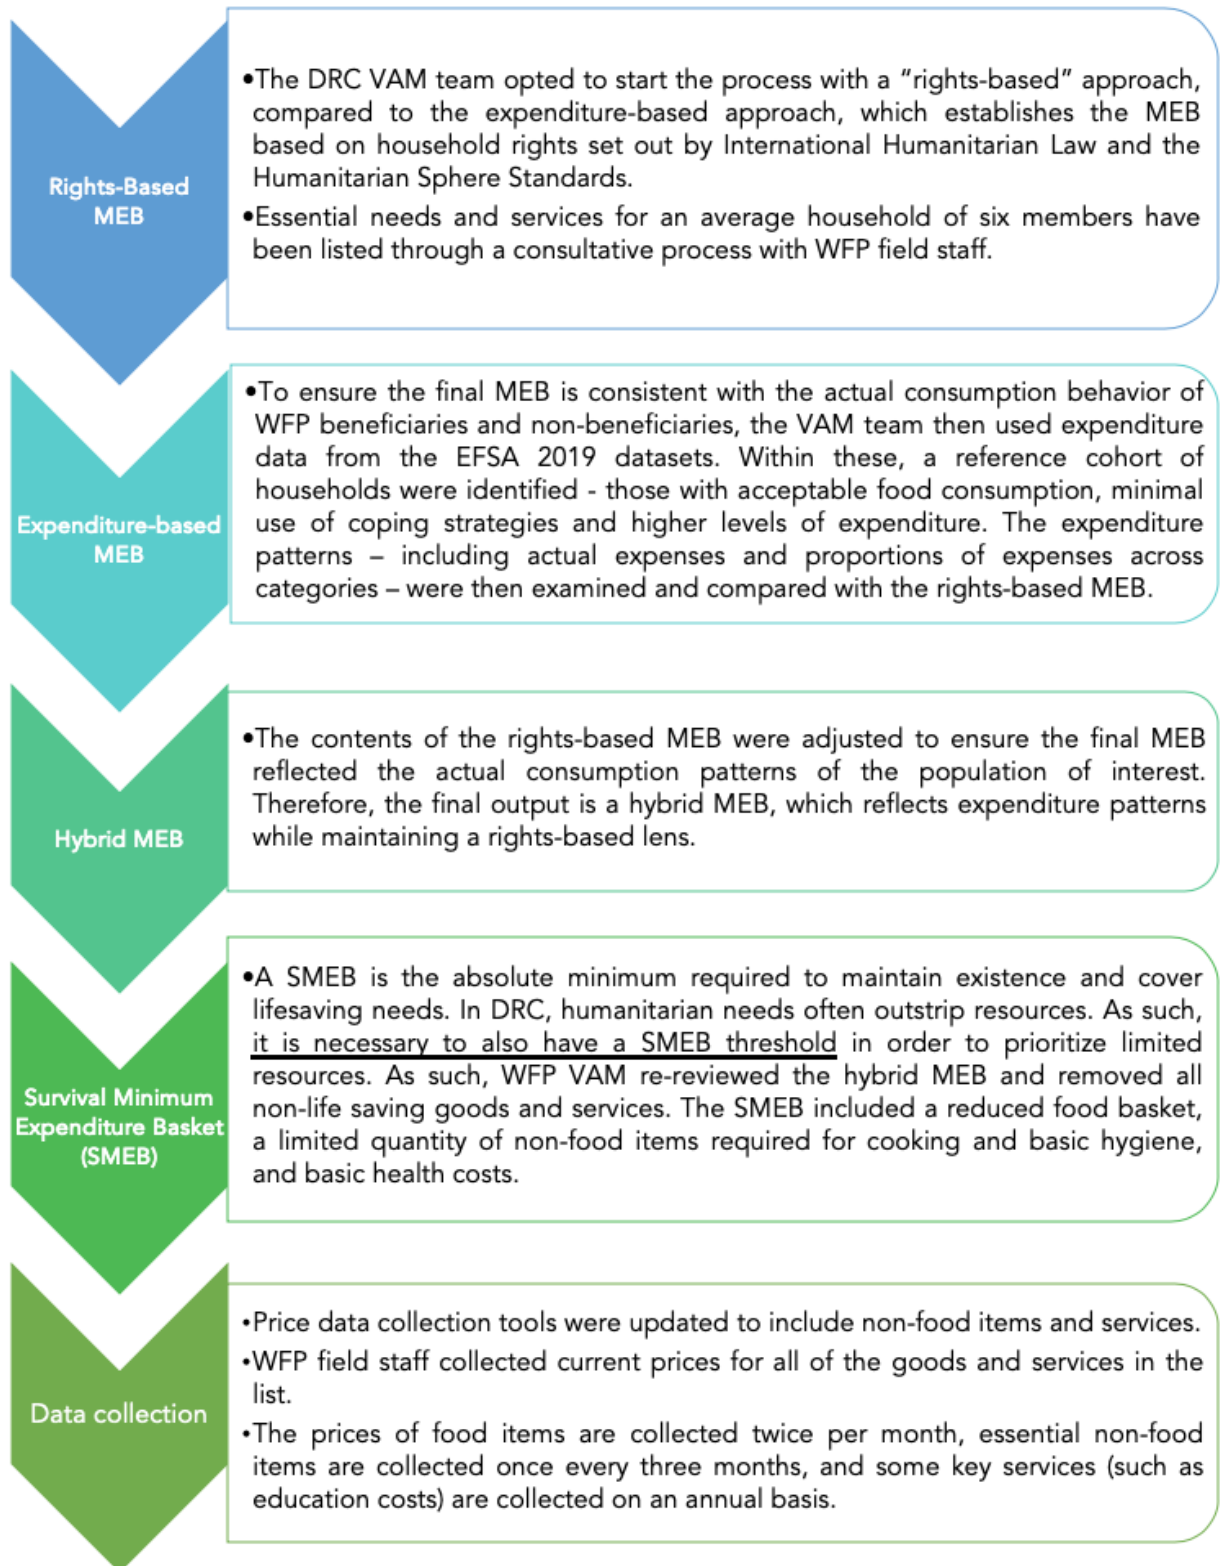 Rights-Based
MEB
•The DRC VAM team opted to start the process with a “rights-based” approach,
compared to the expenditure-based approach, which establishes the MEB
based on household rights set out by International Humanitarian Law and the
Humanitarian Sphere Standards.
•Essential needs and services for an average household of six members have
been listed through a consultative process with WFP field staff.
Expenditure-based
MEB
•To ensure the final MEB is consistent with the actual consumption behavior of
WFP beneficiaries and non-beneficiaries, the VAM team then used expenditure
data from the EFSA 2019 datasets. Within these, a reference cohort of
households were identified - those with acceptable food consumption, minimal
use of coping strategies and higher levels of expenditure. The expenditure
patterns – including actual expenses and proportions of expenses across
categories – were then examined and compared with the rights-based MEB.
Hybrid MEB
•The contents of the rights-based MEB were adjusted to ensure the final MEB
reflected the actual consumption patterns of the population of interest.
Therefore, the final output is a hybrid MEB, which reflects expenditure patterns
while maintaining a rights-based lens.
Survival Minimum
Expenditure Basket
(SMEB)
•A SMEB is the absolute minimum required to maintain existence and cover
lifesaving needs. In DRC, humanitarian needs often outstrip resources. As such,
it is necessary to also have a SMEB threshold in order to prioritize limited
resources. As such, WFP VAM re-reviewed the hybrid MEB and removed all
non-life saving goods and services. The SMEB included a reduced food basket,
a limited quantity of non-food items required for cooking and basic hygiene,
and basic health costs.
Data collection
•Price data collection tools were updated to include non-food items and services.
•WFP field staff collected current prices for all of the goods and services in the
list.
•The prices of food items are collected twice per month, essential non-food
items are collected once every three months, and some key services (such as
education costs) are collected on an annual basis.